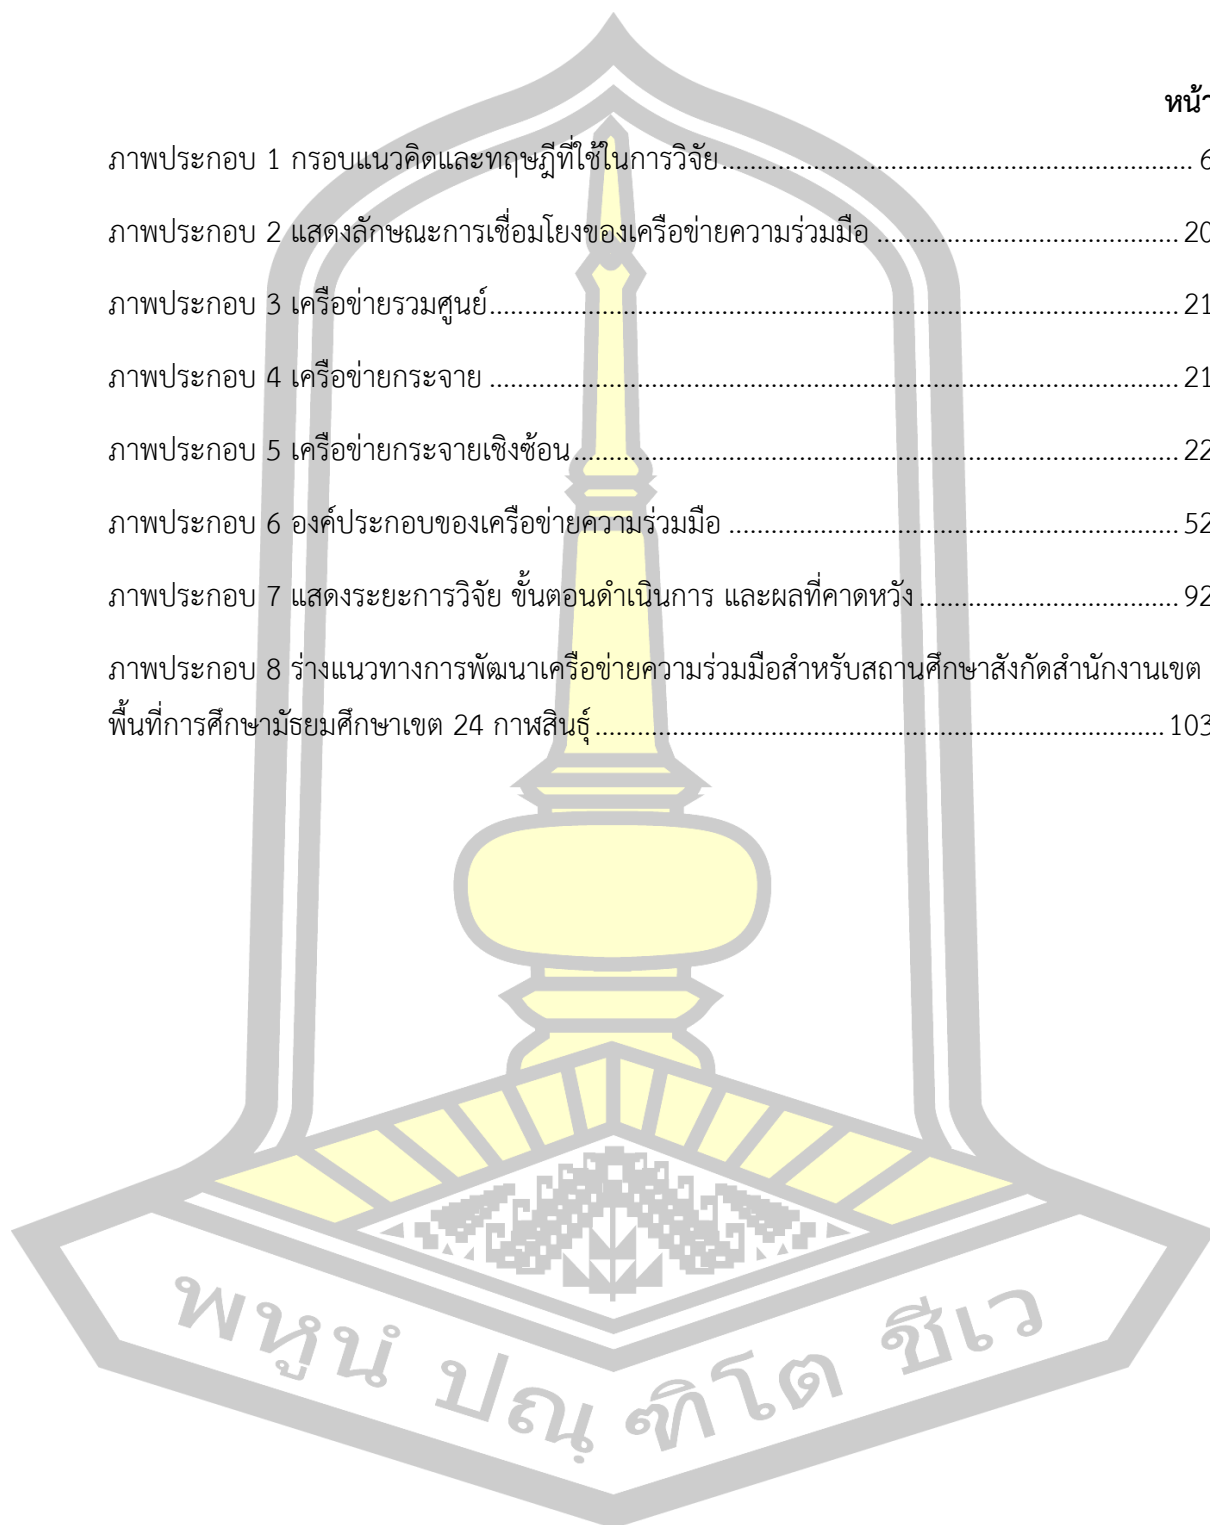 หน้า
ภาพประกอบ 1 กรอบแนวคิดและทฤษฎีที่ใช้ในการวิจัย.......................................................................... 6
ภาพประกอบ 2 แสดงลักษณะการเชื่อมโยงของเครือข่ายความร่วมมือ ............................................... 20
ภาพประกอบ 3 เครือข่ายรวมศูนย์........................................................................................................... 21
ภาพประกอบ 4 เครือข่ายกระจาย ........................................................................................................... 21
ภาพประกอบ 5 เครือข่ายกระจายเชิงซ้อน............................................................................................... 22
ภาพประกอบ 6 องค์ประกอบของเครือข่ายความร่วมมือ ...................................................................... 52
ภาพประกอบ 7 แสดงระยะการวิจัย ขั้นตอนดำเนินการ และผลที่คาดหวัง ......................................... 92
ภาพประกอบ 8 ร่างแนวทางการพัฒนาเครือข่ายความร่วมมือสำหรับสถานศึกษาสังกัดสำนักงานเขต
พื้นที่การศึกษามัธยมศึกษาเขต 24 กาฬสินธุ์ ......................................................................................... 103
พหูนํ ปณฺฑิโต ชีเว